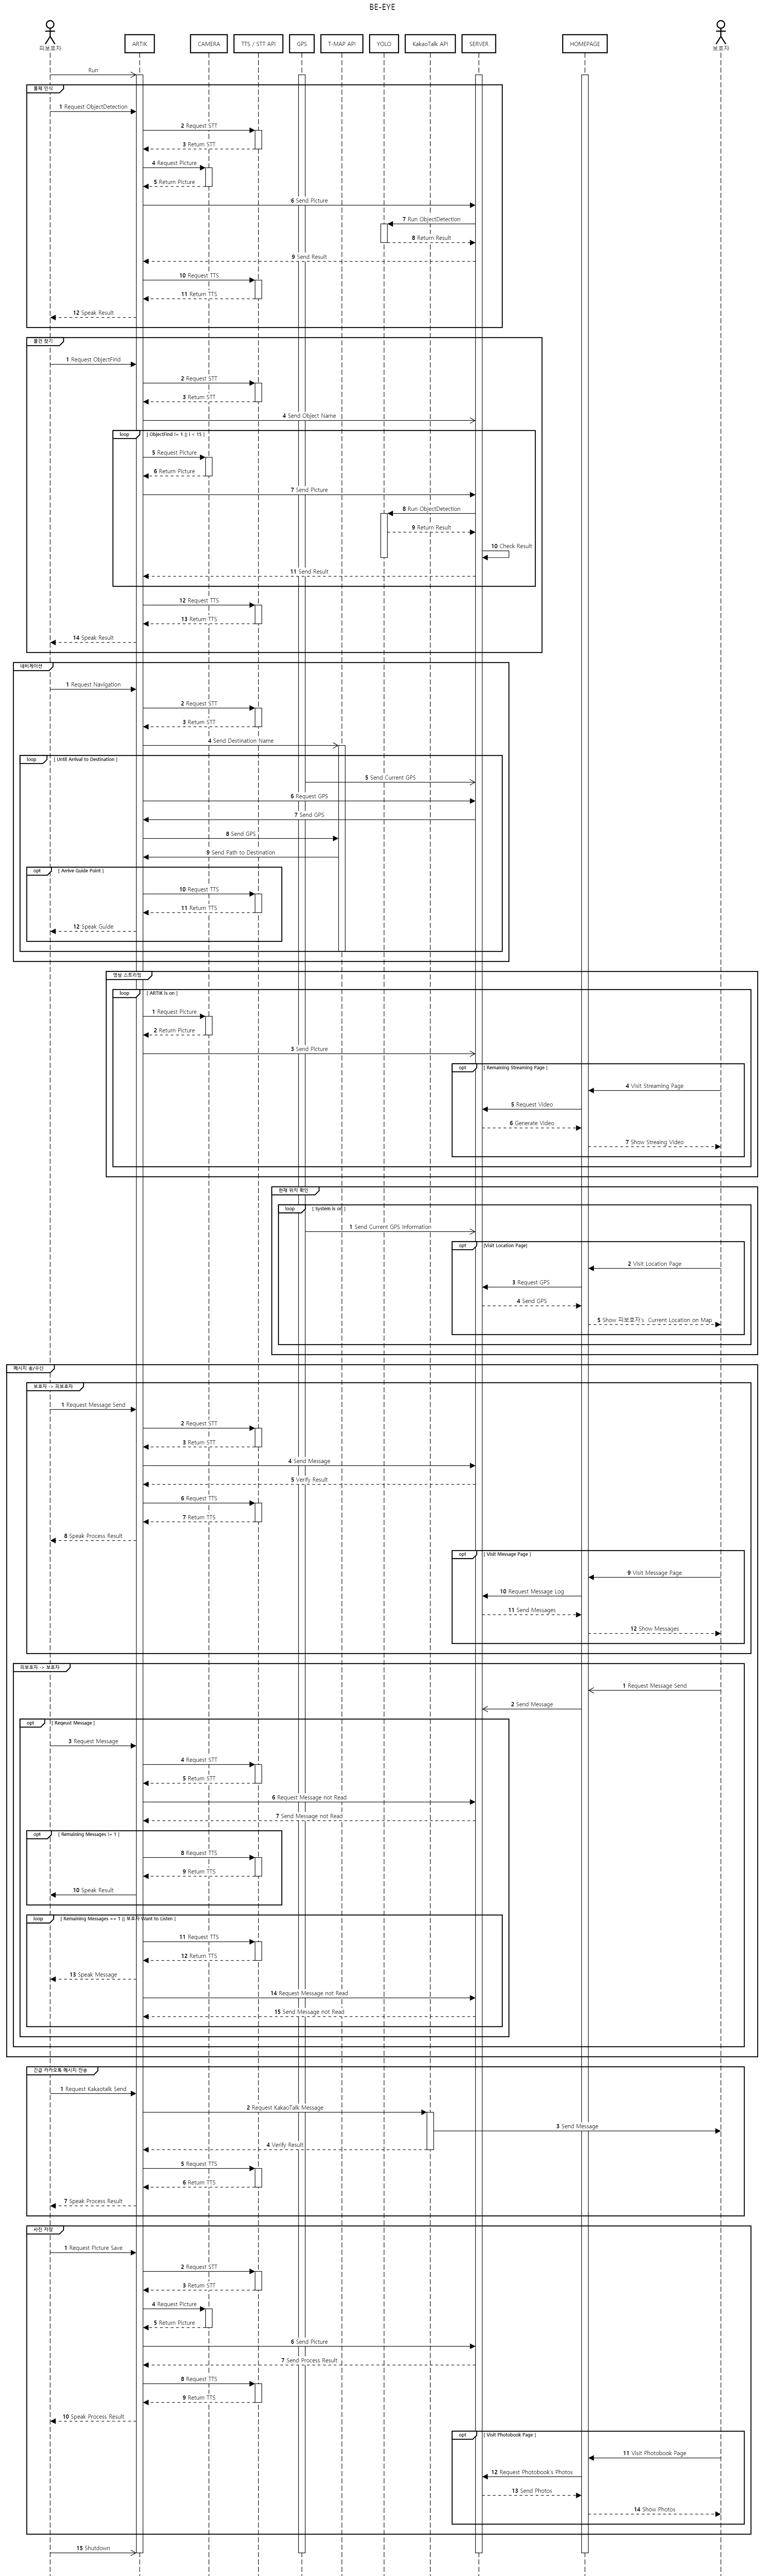 BE-EYE
피보호자
ARTIK
CAMERA
TTS / STT API
GPS
T-MAP API
YOLO
KakaoTalk API
SERVER
HOMEPAGE
보호자
Run
물체 인식
1 Request ObjectDetection
2 Request STT
3 Return STT
4 Request Picture
5 Return Picture
6 Send Picture
7 Run ObjectDetection
8 Return Result
9 Send Result
10 Request TTS
11 Return TTS
12 Speak Result
물건 찾기
1 Request ObjectFind
2 Request STT
3 Return STT
4 Send Object Name
loop [ ObjectFind != 1 || i < 15 ]
5 Request Picture
6 Return Picture
7 Send Picture
8 Run ObjectDetection
9 Return Result
10 Check Result
11 Send Result
12 Request TTS
13 Return TTS
14 Speak Result
네비게이션
1 Request Navigation
2 Request STT
3 Return STT
4 Send Destination Name
loop [ Until Arrival to Destination ]
5 Send Current GPS
6 Request GPS
7 Send GPS
8 Send GPS
9 Send Path to Destination
opt [ Arrive Guide Point ]
10 Request TTS
11 Return TTS
12 Speak Guide
영상 스트리밍
loop [ ARTIK is on ]
1 Request Picture
2 Return Picture
3 Send Picture
opt [ Remaining Streaming Page ]
4 Visit Streaming Page
5 Request Video
6 Generate Video
7 Show Streaing Video
현재 위치 확인
loop [ System is on ]
1 Send Current GPS Information
opt [Visit Location Page]
2 Visit Location Page
3 Request GPS
4 Send GPS
5 Show 피보호자's Current Location on Map
메시지 송/수신
보호자 -> 피보호자
1 Request Message Send
2 Request STT
3 Return STT
4 Send Message
5 Verify Result
6 Request TTS
7 Return TTS
8 Speak Process Result
opt [ Visit Message Page ]
9 Visit Message Page
10 Request Message Log
11 Send Messages
12 Show Messages
피보호자 -> 보호자
1 Request Message Send
2 Send Message
opt [ Reqeust Message ]
3 Request Message
4 Request STT
5 Return STT
6 Request Message not Read
7 Send Message not Read
opt [ Remaining Messages != 1 ]
8 Request TTS
9 Return TTS
10 Speak Result
loop [ Remaining Messages == 1 || 보호자 Want to Listen ]
11 Request TTS
12 Return TTS
13 Speak Message
14 Request Message not Read
15 Send Message not Read
긴급 카카오톡 메시지 전송
1 Request Kakaotalk Send
2 Request KakaoTalk Message
3 Send Message
4 Verify Result
5 Request TTS
6 Return TTS
7 Speak Process Result
사진 저장
1 Request Picture Save
2 Request STT
3 Return STT
4 Request Picture
5 Return Picture
6 Send Picture
7 Send Process Result
8 Request TTS
9 Return TTS
10 Speak Process Result
opt [ Visit Photobook Page ]
11 Visit Photobook Page
12 Request Photobook's Photos
13 Send Photos
14 Show Photos
15 Shutdown